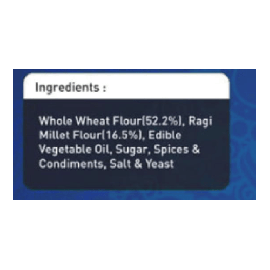 Ingredients :
Whole Wheat Flour(52.2%), Ragi
Millet Flour(16.5%), Edible
Vegetable Oil, Sugar, Spices &
Condiments, Salt & Yeast